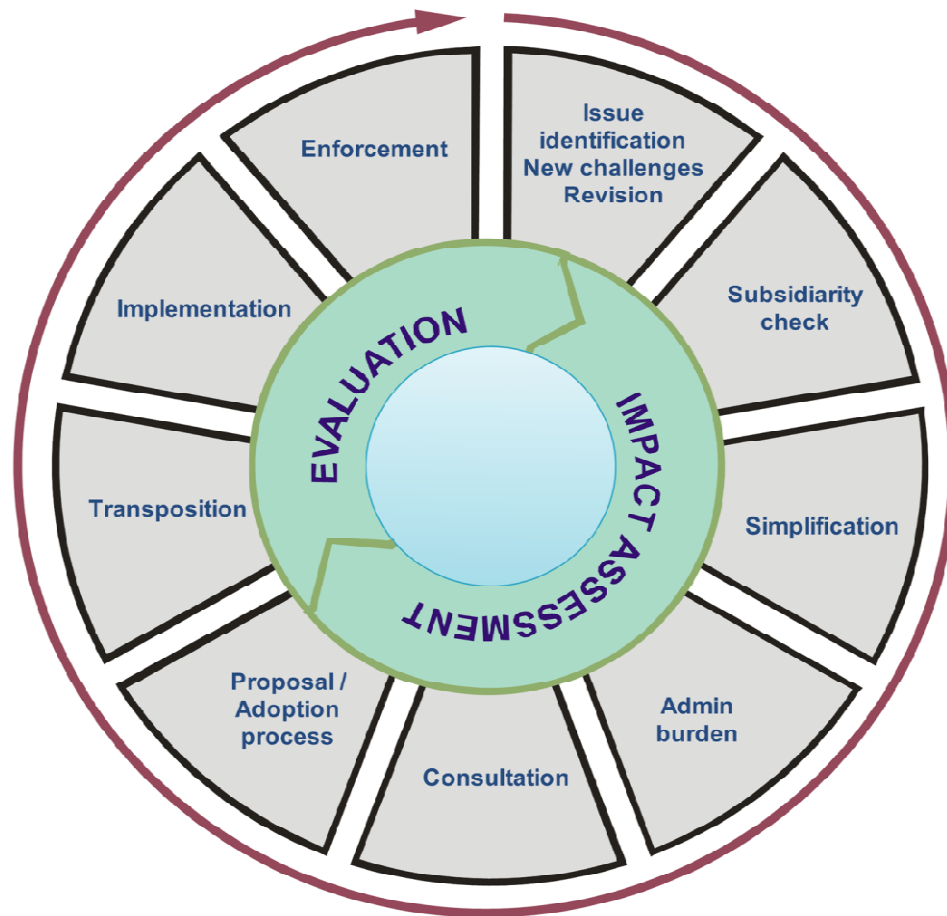 Issue
identification
New challenges
Revision
Subsidiarity
check
Simplification
Admin
burden
Consultation
Proposal /
Adoption
process
Transposition
Implementation
Enforcement
EVALUATION
IMPACT ASSESSMENT